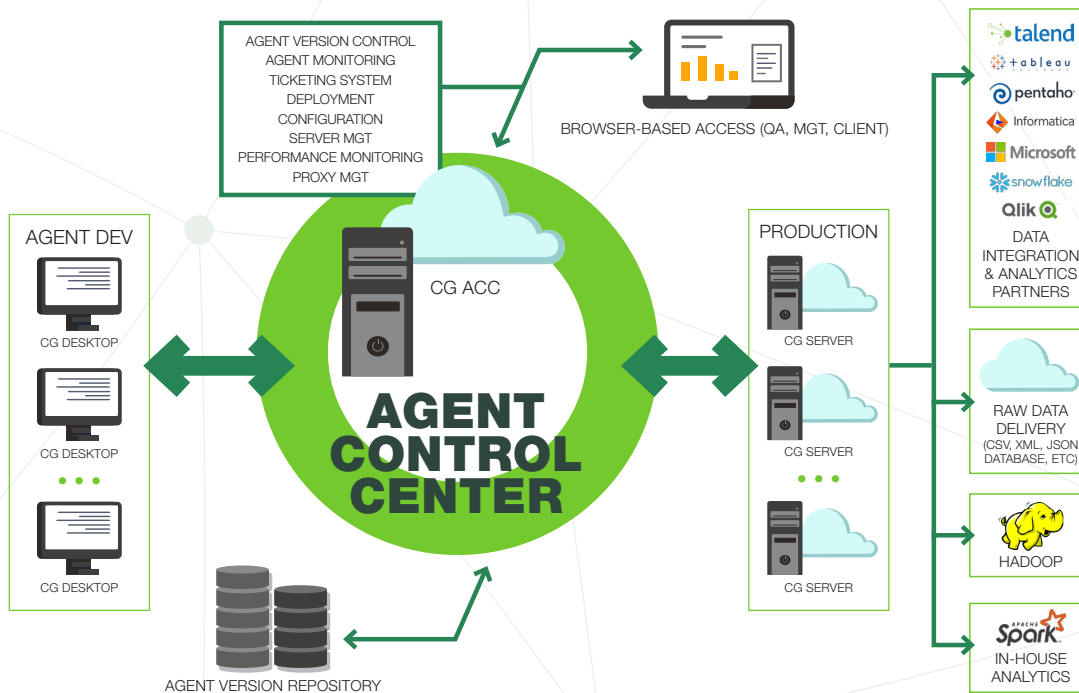 AGENT VERSION CONTROL
AGENT MONITORING
TICKETING SYSTEM
DEPLOYMENT
CONFIGURATION
SERVER MGT
PERFORMANCE MONITORING
PROXY MGT
BROWSER-BASED ACCESS (QA, MGT, CLIENT)
AGENT DEV
CG DESKTOP
CG DESKTOP
CG DESKTOP
CG ACC
AGENT
CONTROL
CENTER
AGENT VERSION REPOSITORY
PRODUCTION
CG SERVER
CG SERVER
CG SERVER
talend
+ableau
pentaho
Informatica
Microsoft
snowflake
Qlik
DATA
INTEGRATION
& ANALYTICS
PARTNERS
RAW DATA
DELIVERY
(CSV, XML, JSON
DATABASE, ETC)
HADOOP
APACHE
Spark
IN-HOUSE
ANALYTICS